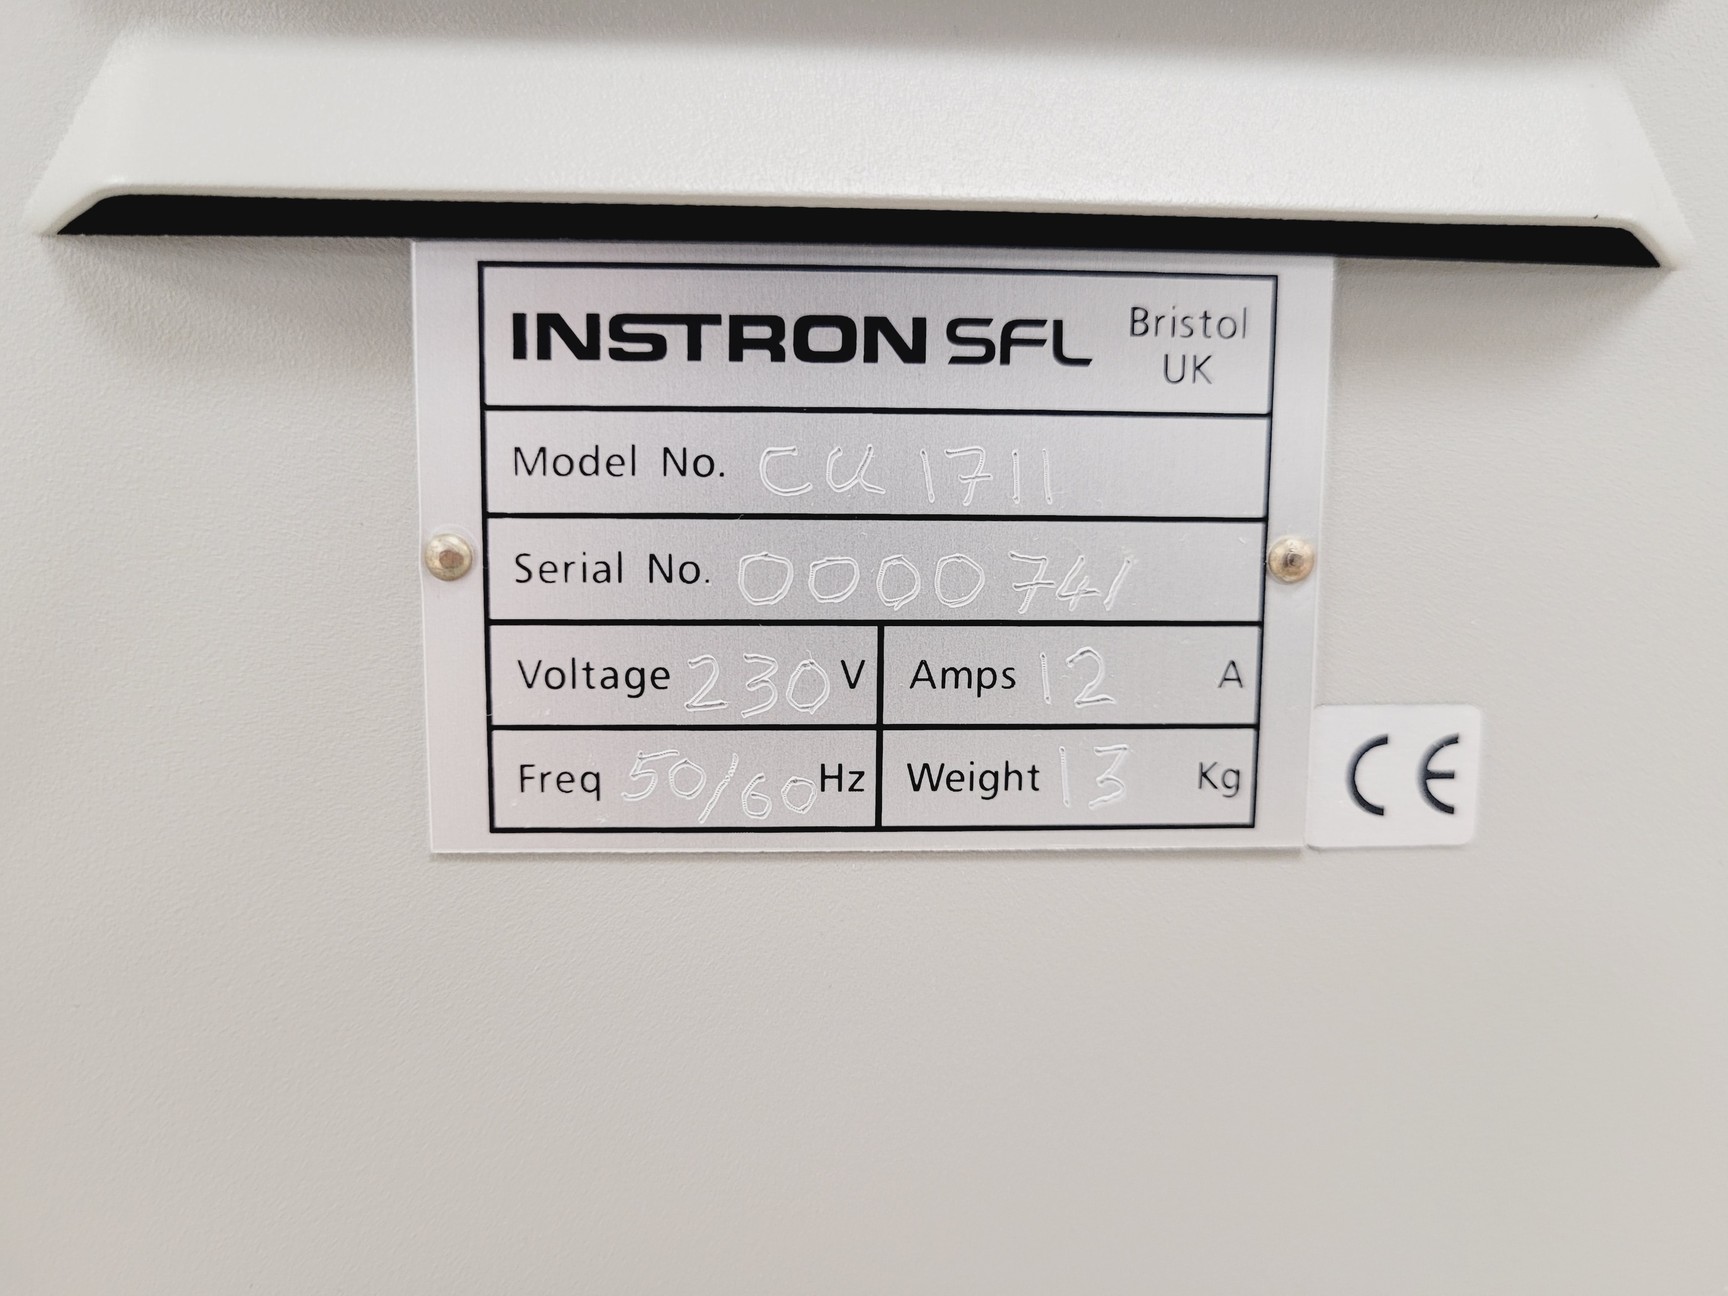 INSTRON SFL Bristol UK
Model No. CU 1711
Serial No. 0000741
Voltage 230 V Amps 12 A
Freq 50/60 Hz Weight 13 Kg
CE